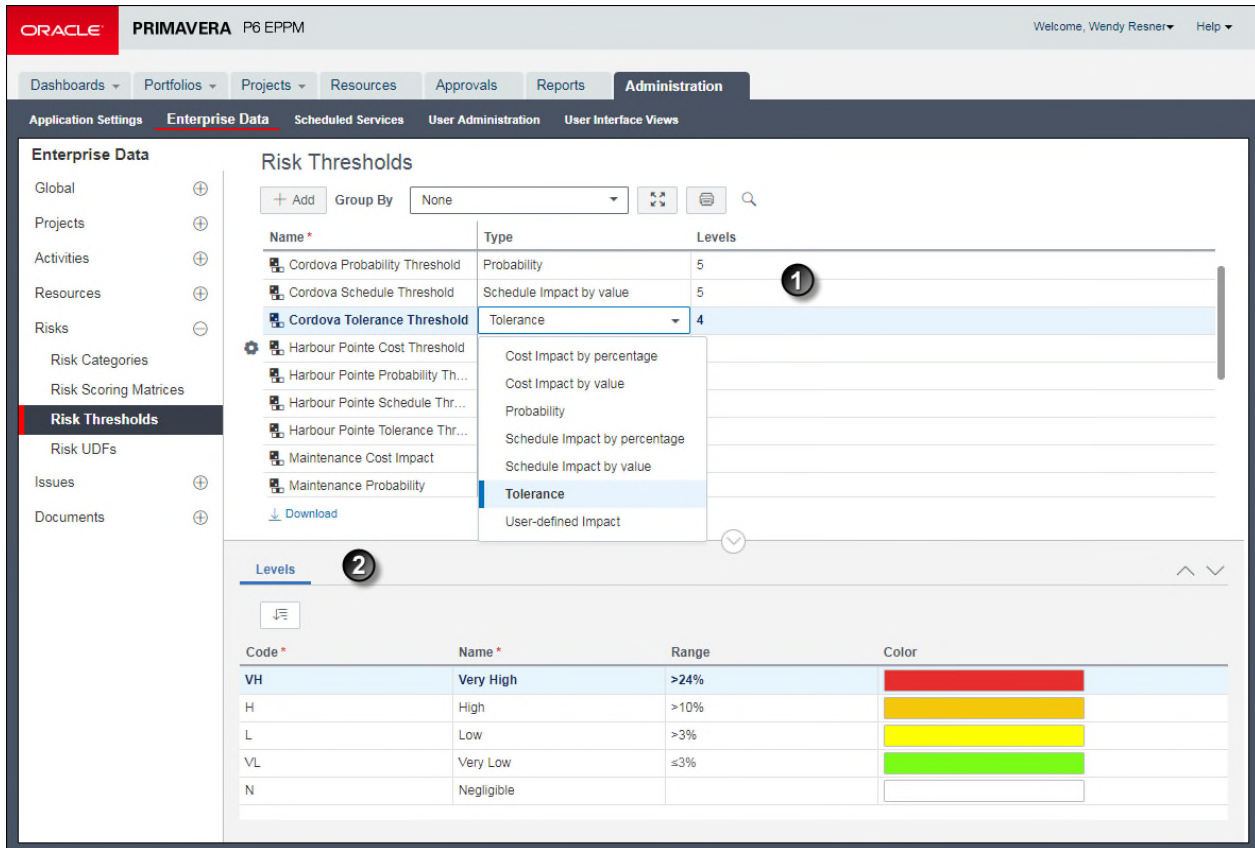 ORACLE PRIMAVERA P6 EPPM Welcome, Wendy Resner Help
Dashboards Portfolios Projects Resources Approvals Reports Administration
Application Settings Enterprise Data Scheduled Services User Administration User Interface Views
Enterprise Data
Global
Projects
Activities
Resources
Risks
Risk Categories
Risk Scoring Matrices
Risk Thresholds
Risk UDFs
Issues
Documents
Risk Thresholds
+ Add Group By None
Name * Type Levels
Cordova Probability Threshold Probability 5
Cordova Schedule Threshold Schedule Impact by value 5
Cordova Tolerance Threshold Tolerance 4
Harbour Pointe Cost Threshold
Harbour Pointe Probability Th...
Harbour Pointe Schedule Thr...
Harbour Pointe Tolerance Thr...
Maintenance Cost Impact
Maintenance Probability
Download
Cost Impact by percentage
Cost Impact by value
Probability
Schedule Impact by percentage
Schedule Impact by value
Tolerance
User-defined Impact
1
Levels 2
Code * Name * Range Color
VH Very High >24%
H High >10%
L Low >3%
VL Very Low ≤3%
N Negligible